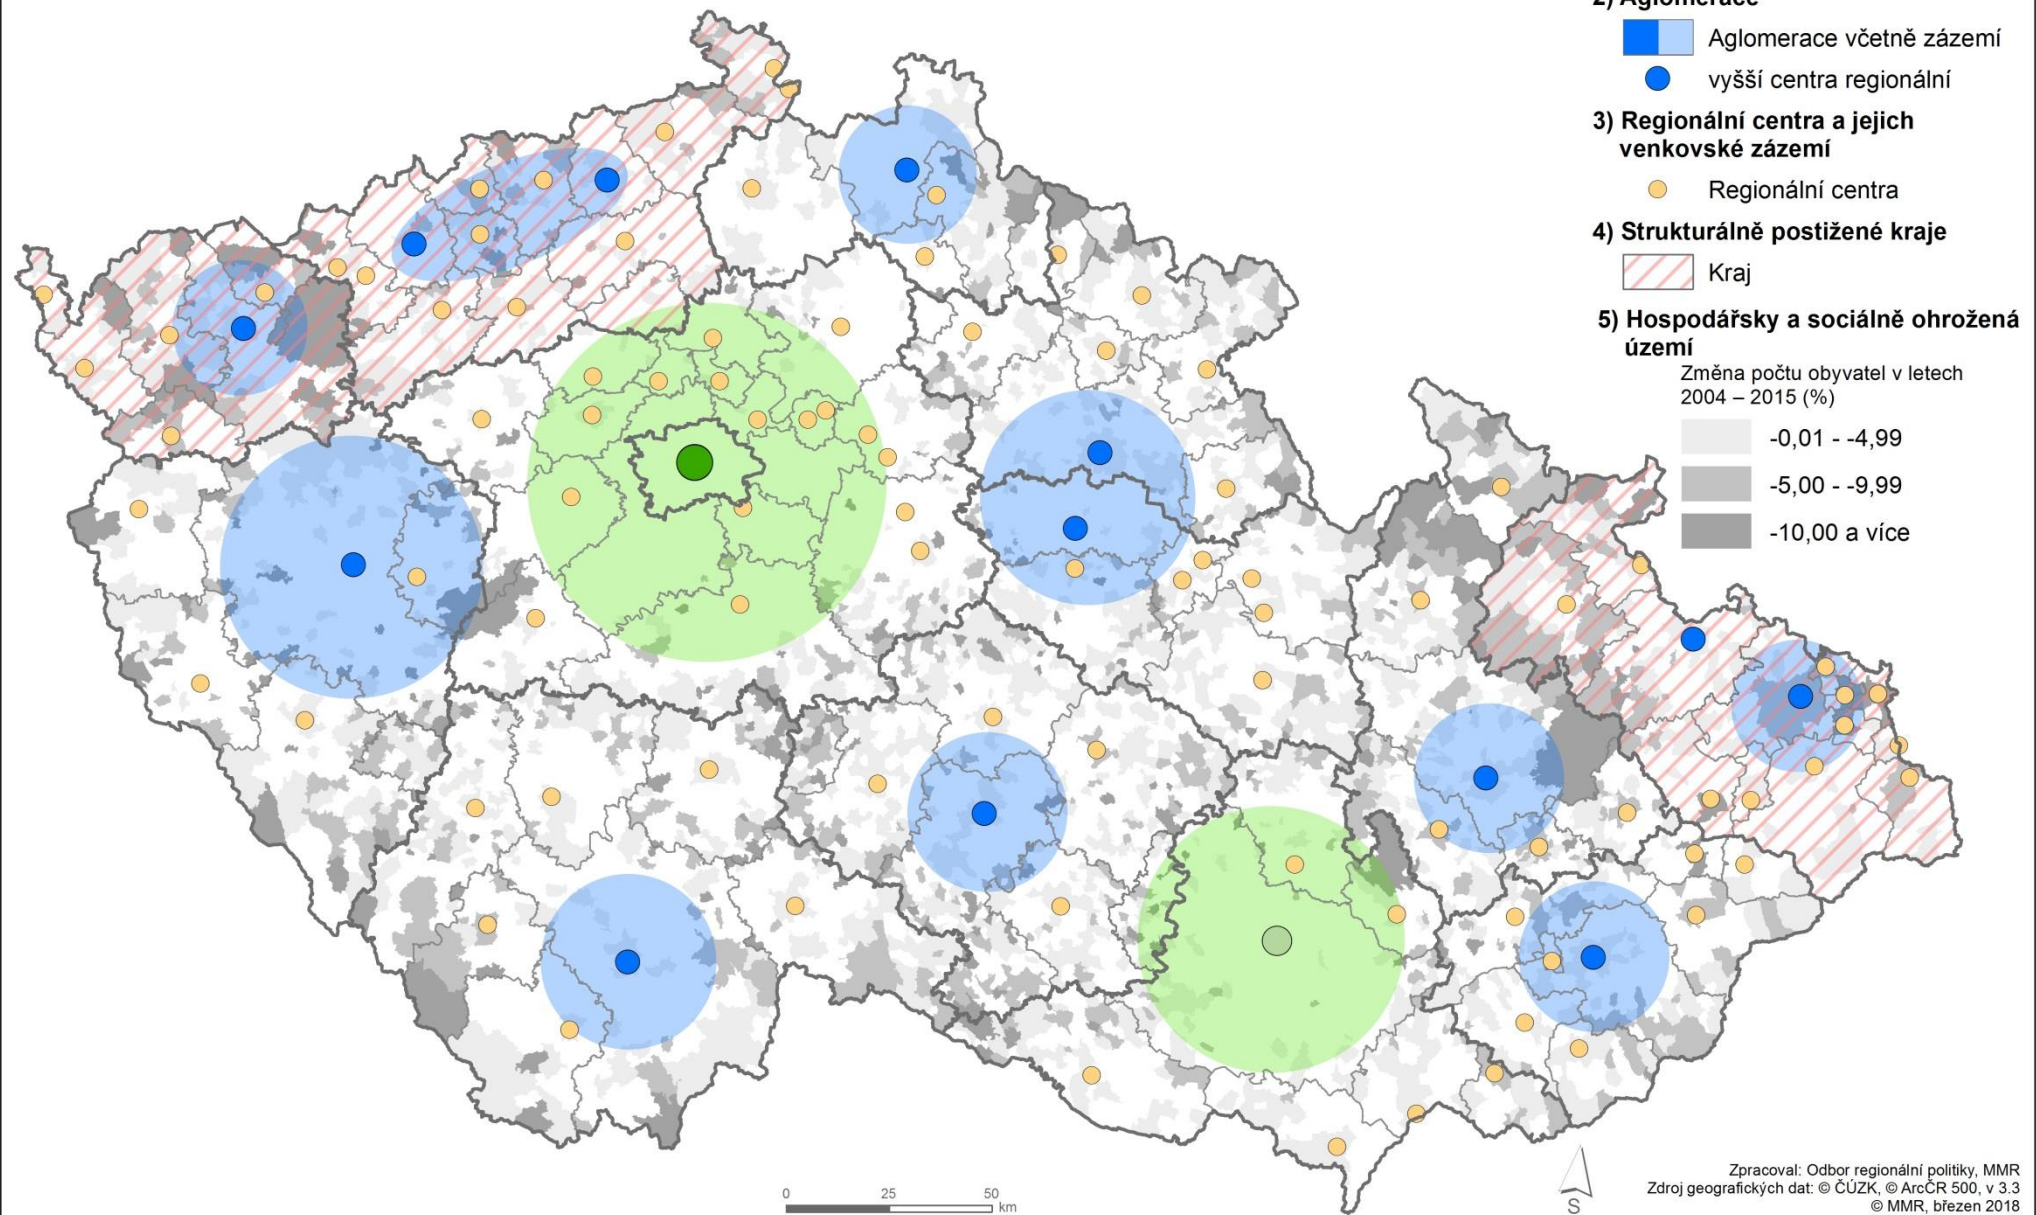 2) Aglomerace
Aglomerace včetně zázemí
vyšší centra regionální
3) Regionální centra a jejich
venkovské zázemí
Regionální centra
4) Strukturálně postižené kraje
Kraj
5) Hospodářsky a sociálně ohrožená
území
Změna počtu obyvatel v letech
2004 – 2015 (%)
-0,01 - -4,99
-5,00 - -9,99
-10,00 a více
0 25 50
km
S
Zpracoval: Odbor regionální politiky, MMR
Zdroj geografických dat: © ČÚZK, © ArcČR 500, v 3.3
© MMR, březen 2018